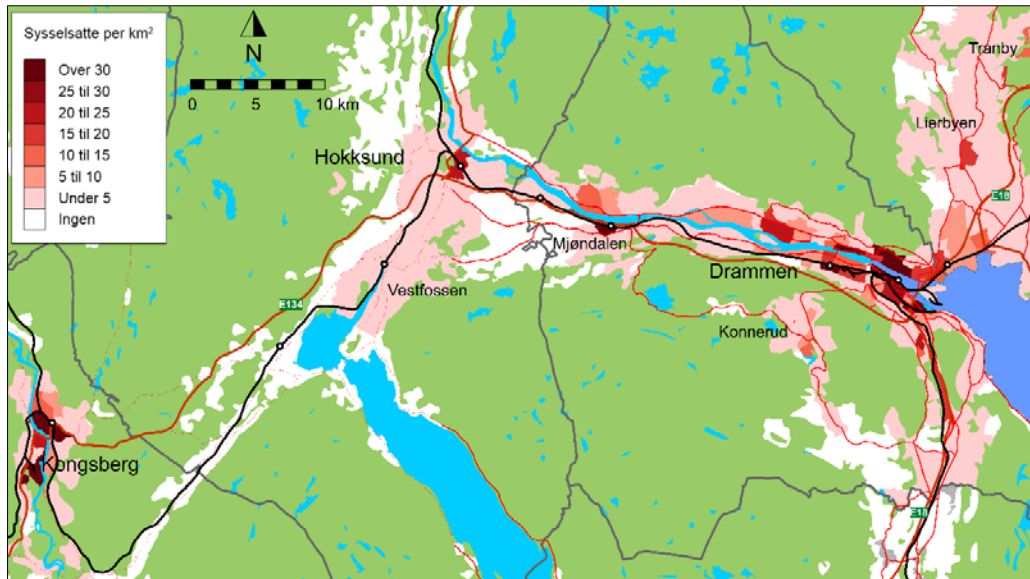 Sysselsatte per km²
Over 30
25 til 30
20 til 25
15 til 20
10 til 15
5 til 10
Under 5
Ingen
N
0 5 10 km
Tranby
Lierbyen
Hokksund
E18
Mjøndalen
Drammen
Vestfossen
E134
Konnerud
Kongsberg
E18